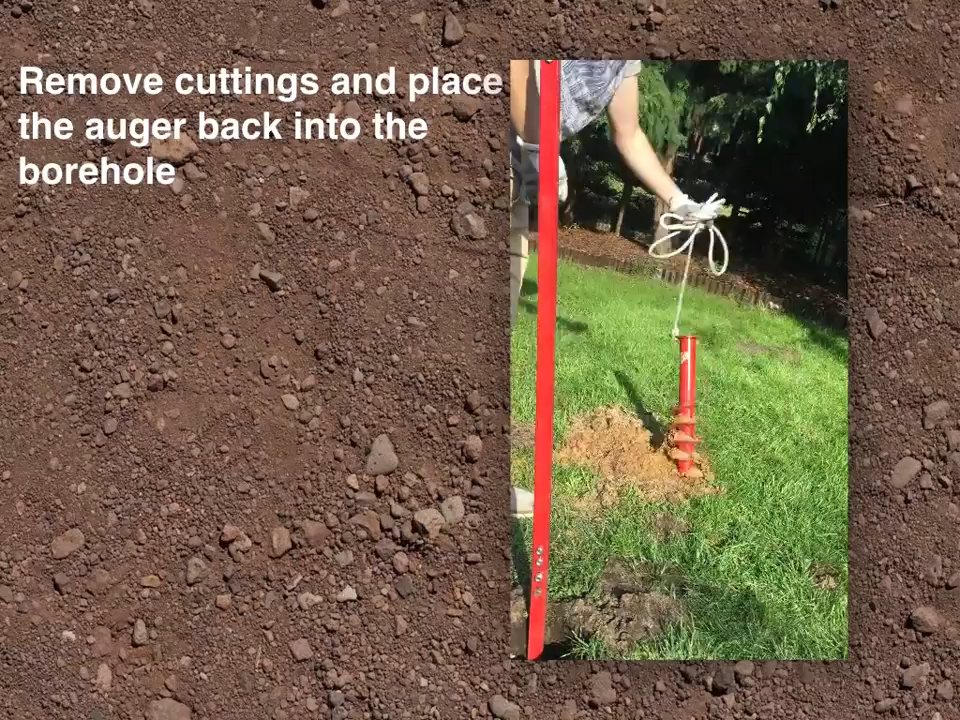 Remove cuttings and place
the auger back into the
borehole